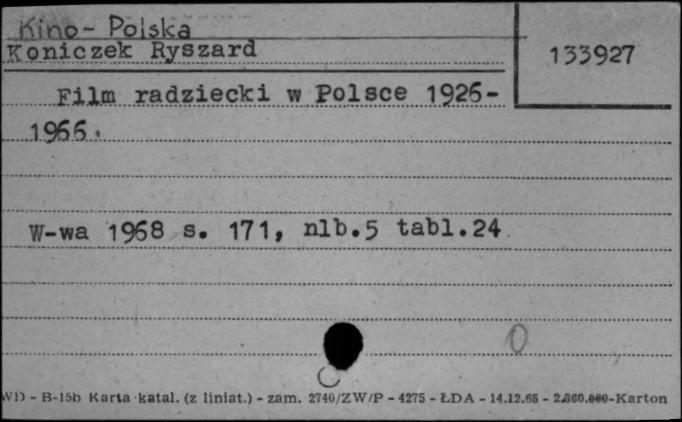 Kino - Polska
Koniczek Ryszard
133927
Film radziecki w Polsce 1926-
1966.
W-wa 1968 s. 171, nlb.5 tabl.24
0
WD - B-15b Karta katal. (z liniat.) - zam. 2740/ZW/P - 4275 - ŁDA - 14.12.65 - 2.860.000-Karton